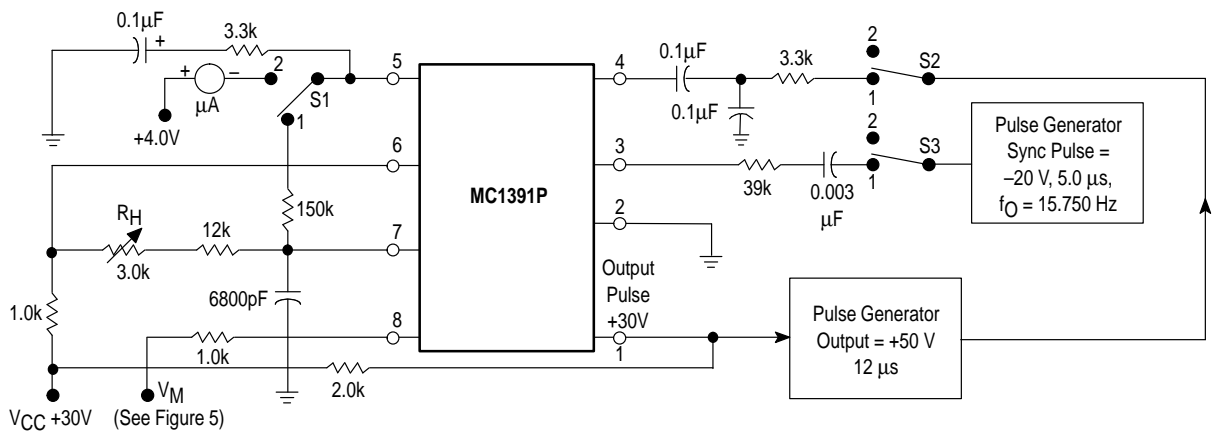 0.1µF
+
3.3k
+
–
2
µA
+4.0V
S1
1
5
6
7
8
150k
RH
3.0k
12k
6800pF
1.0k
1.0k
2.0k
VCC +30V
VM
(See Figure 5)
MC1391P
4
3
2
Output
Pulse
+30V
1
0.1µF
0.1µF
3.3k
2
1
S2
39k
0.003
µF
2
1
S3
Pulse Generator
Sync Pulse =
–20 V, 5.0 µs,
fO = 15.750 Hz
Pulse Generator
Output = +50 V
12 µs